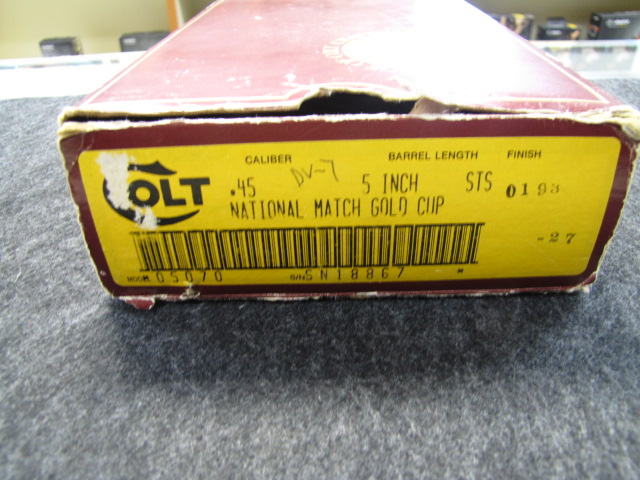 COLT
CALIBER BARREL LENGTH FINISH
.45 DV-7 5 INCH STS 0193
NATIONAL MATCH GOLD CUP
-27
MODEL 05070 S/N SN18867